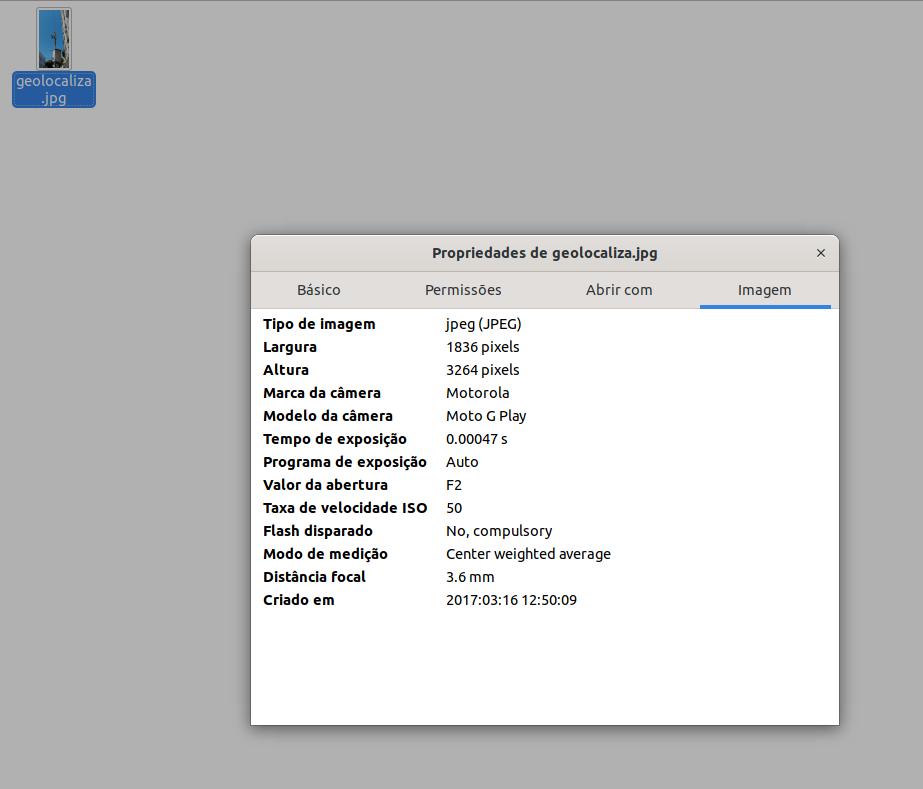 geolocaliza
.jpg
Propriedades de geolocaliza.jpg ×
Básico Permissões Abrir com Imagem
Tipo de imagem jpeg (JPEG)
Largura 1836 pixels
Altura 3264 pixels
Marca da câmera Motorola
Modelo da câmera Moto G Play
Tempo de exposição 0.00047 s
Programa de exposição Auto
Valor da abertura F2
Taxa de velocidade ISO 50
Flash disparado No, compulsory
Modo de medição Center weighted average
Distância focal 3.6 mm
Criado em 2017:03:16 12:50:09